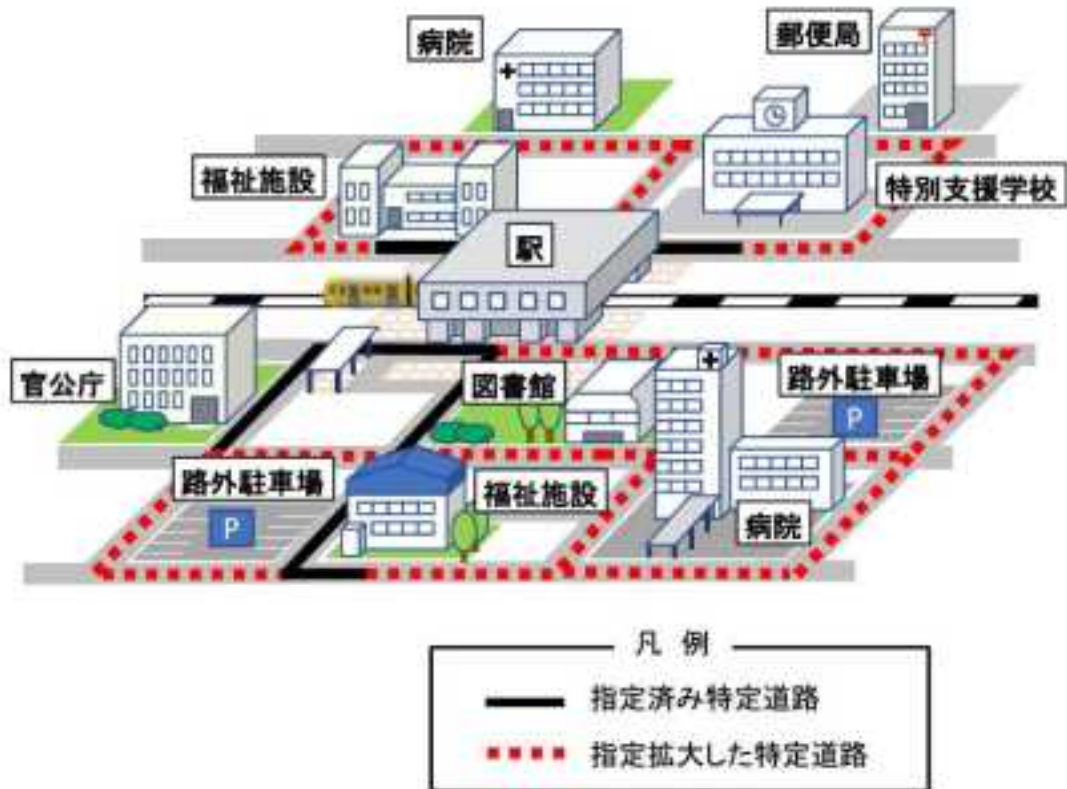 病院
郵便局
福祉施設
特別支援学校
駅
官公庁
図書館
路外駐車場
P
路外駐車場
P
福祉施設
病院
凡 例
指定済み特定道路
指定拡大した特定道路